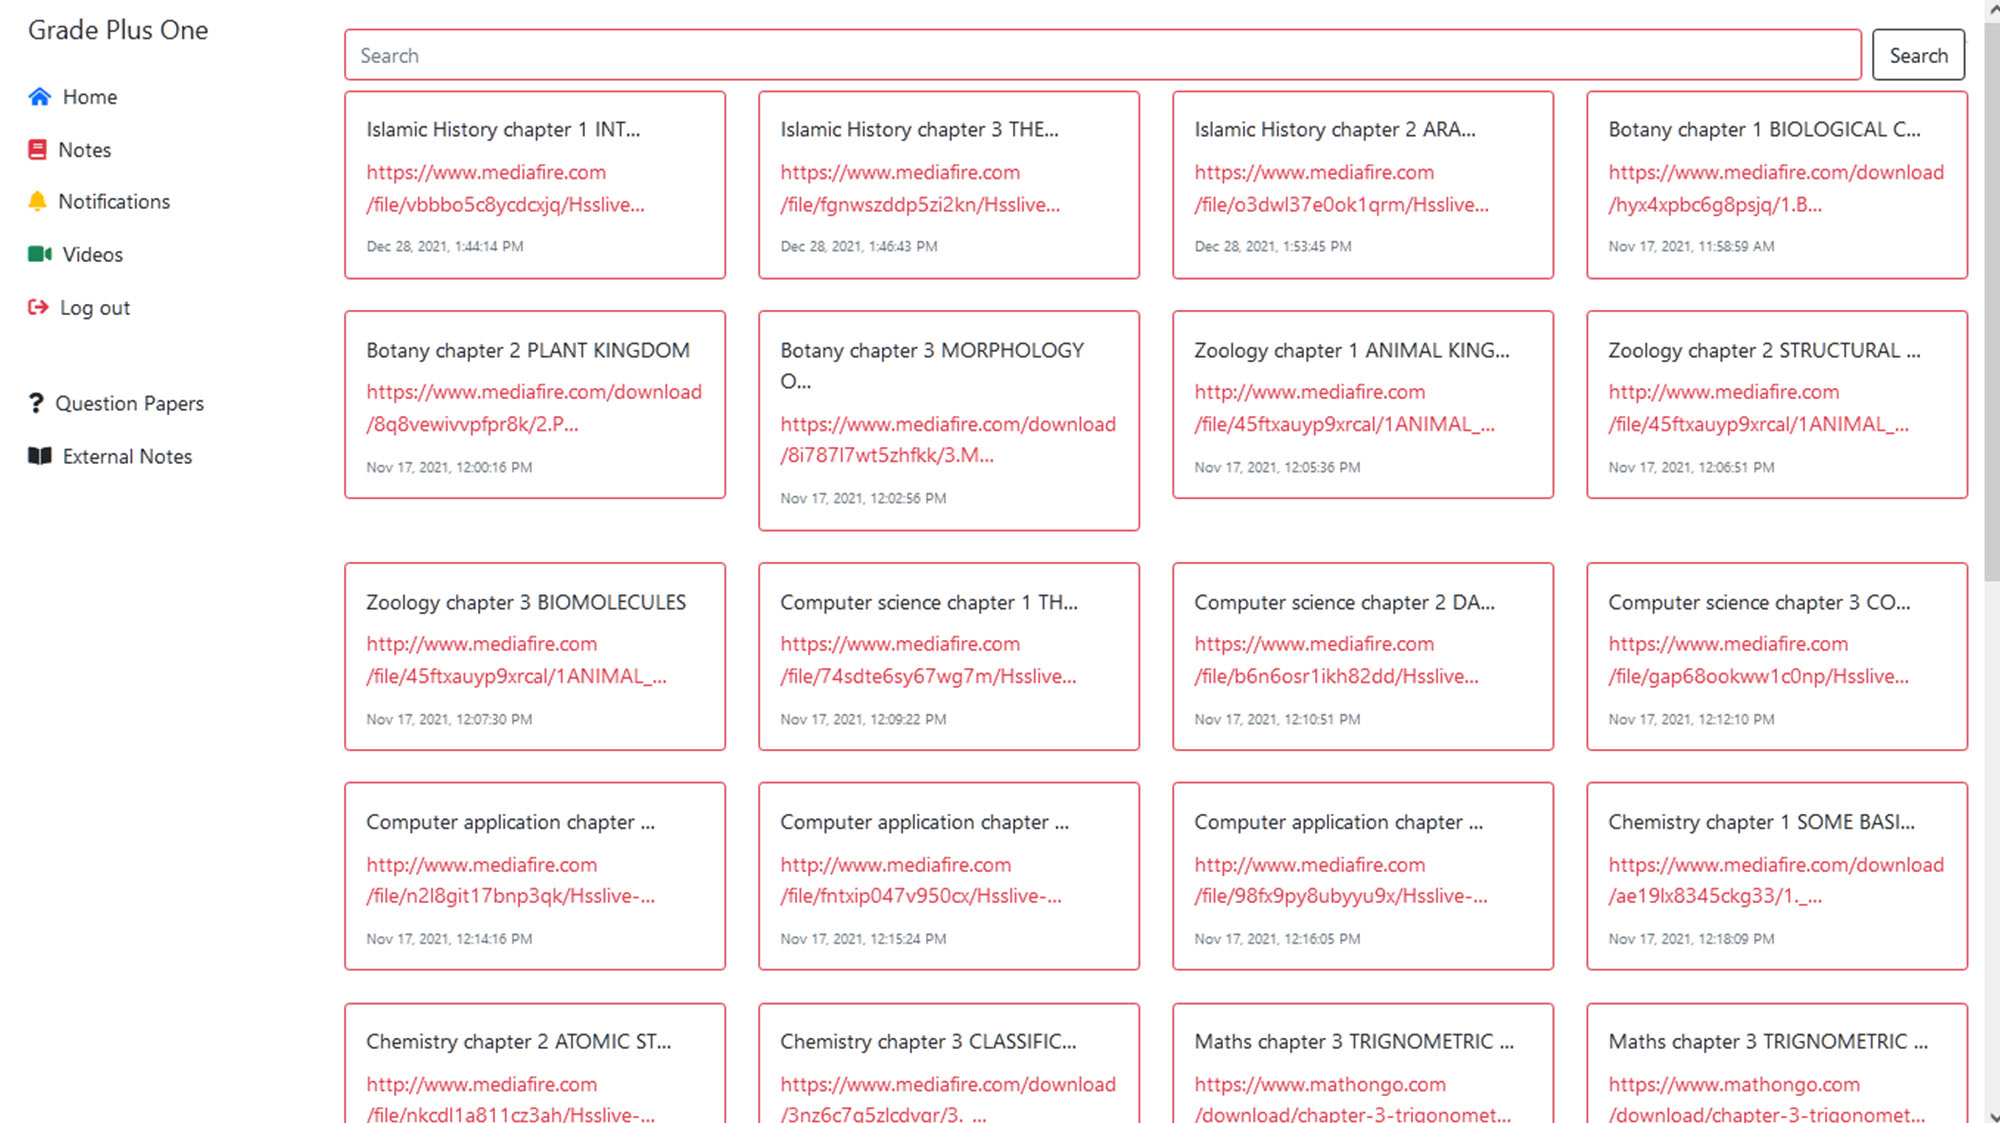 Grade Plus One
Home
Notes
Notifications
Videos
Log out
Question Papers
External Notes
Search
Search
Islamic History chapter 1 INT...
https://www.mediafire.com
/file/vbbbo5c8ycdcxjq/Hsslive...
Dec 28, 2021, 1:44:14 PM
Islamic History chapter 3 THE...
https://www.mediafire.com
/file/fgnwszddp5zi2kn/Hsslive...
Dec 28, 2021, 1:46:43 PM
Islamic History chapter 2 ARA...
https://www.mediafire.com
/file/o3dwl37e0ok1qrm/Hsslive...
Dec 28, 2021, 1:53:45 PM
Botany chapter 1 BIOLOGICAL C...
https://www.mediafire.com/download
/hyx4xpbc6g8psjq/1.B...
Nov 17, 2021, 11:58:59 AM
Botany chapter 2 PLANT KINGDOM
https://www.mediafire.com/download
/8q8vewivvpfpr8k/2.P...
Nov 17, 2021, 12:00:16 PM
Botany chapter 3 MORPHOLOGY
O...
https://www.mediafire.com/download
/8i787l7wt5zhfkk/3.M...
Nov 17, 2021, 12:02:56 PM
Zoology chapter 1 ANIMAL KING...
http://www.mediafire.com
/file/45ftxauyp9xrcal/1ANIMAL_...
Nov 17, 2021, 12:05:36 PM
Zoology chapter 2 STRUCTURAL ...
http://www.mediafire.com
/file/45ftxauyp9xrcal/1ANIMAL_...
Nov 17, 2021, 12:06:51 PM
Zoology chapter 3 BIOMOLECULES
http://www.mediafire.com
/file/45ftxauyp9xrcal/1ANIMAL_...
Nov 17, 2021, 12:07:30 PM
Computer science chapter 1 TH...
https://www.mediafire.com
/file/74sdte6sy67wg7m/Hsslive...
Nov 17, 2021, 12:09:22 PM
Computer science chapter 2 DA...
https://www.mediafire.com
/file/b6n6osr1ikh82dd/Hsslive...
Nov 17, 2021, 12:10:51 PM
Computer science chapter 3 CO...
https://www.mediafire.com
/file/gap68ookww1c0np/Hsslive...
Nov 17, 2021, 12:12:10 PM
Computer application chapter ...
http://www.mediafire.com
/file/n2l8git17bnp3qk/Hsslive-...
Nov 17, 2021, 12:14:16 PM
Computer application chapter ...
http://www.mediafire.com
/file/fntxip047v950cx/Hsslive-...
Nov 17, 2021, 12:15:24 PM
Computer application chapter ...
http://www.mediafire.com
/file/98fx9py8ubyyu9x/Hsslive-...
Nov 17, 2021, 12:16:05 PM
Chemistry chapter 1 SOME BASI...
https://www.mediafire.com/download
/ae19lx8345ckg33/1._...
Nov 17, 2021, 12:18:09 PM
Chemistry chapter 2 ATOMIC ST...
http://www.mediafire.com
/file/nkcdl1a811cz3ah/Hsslive-...
Chemistry chapter 3 CLASSIFIC...
https://www.mediafire.com/download
/3nz6c7q5zlcdvqr/3._...
Maths chapter 3 TRIGNOMETRIC ...
https://www.mathongo.com
/download/chapter-3-trigonomet...
Maths chapter 3 TRIGNOMETRIC ...
https://www.mathongo.com
/download/chapter-3-trigonomet...